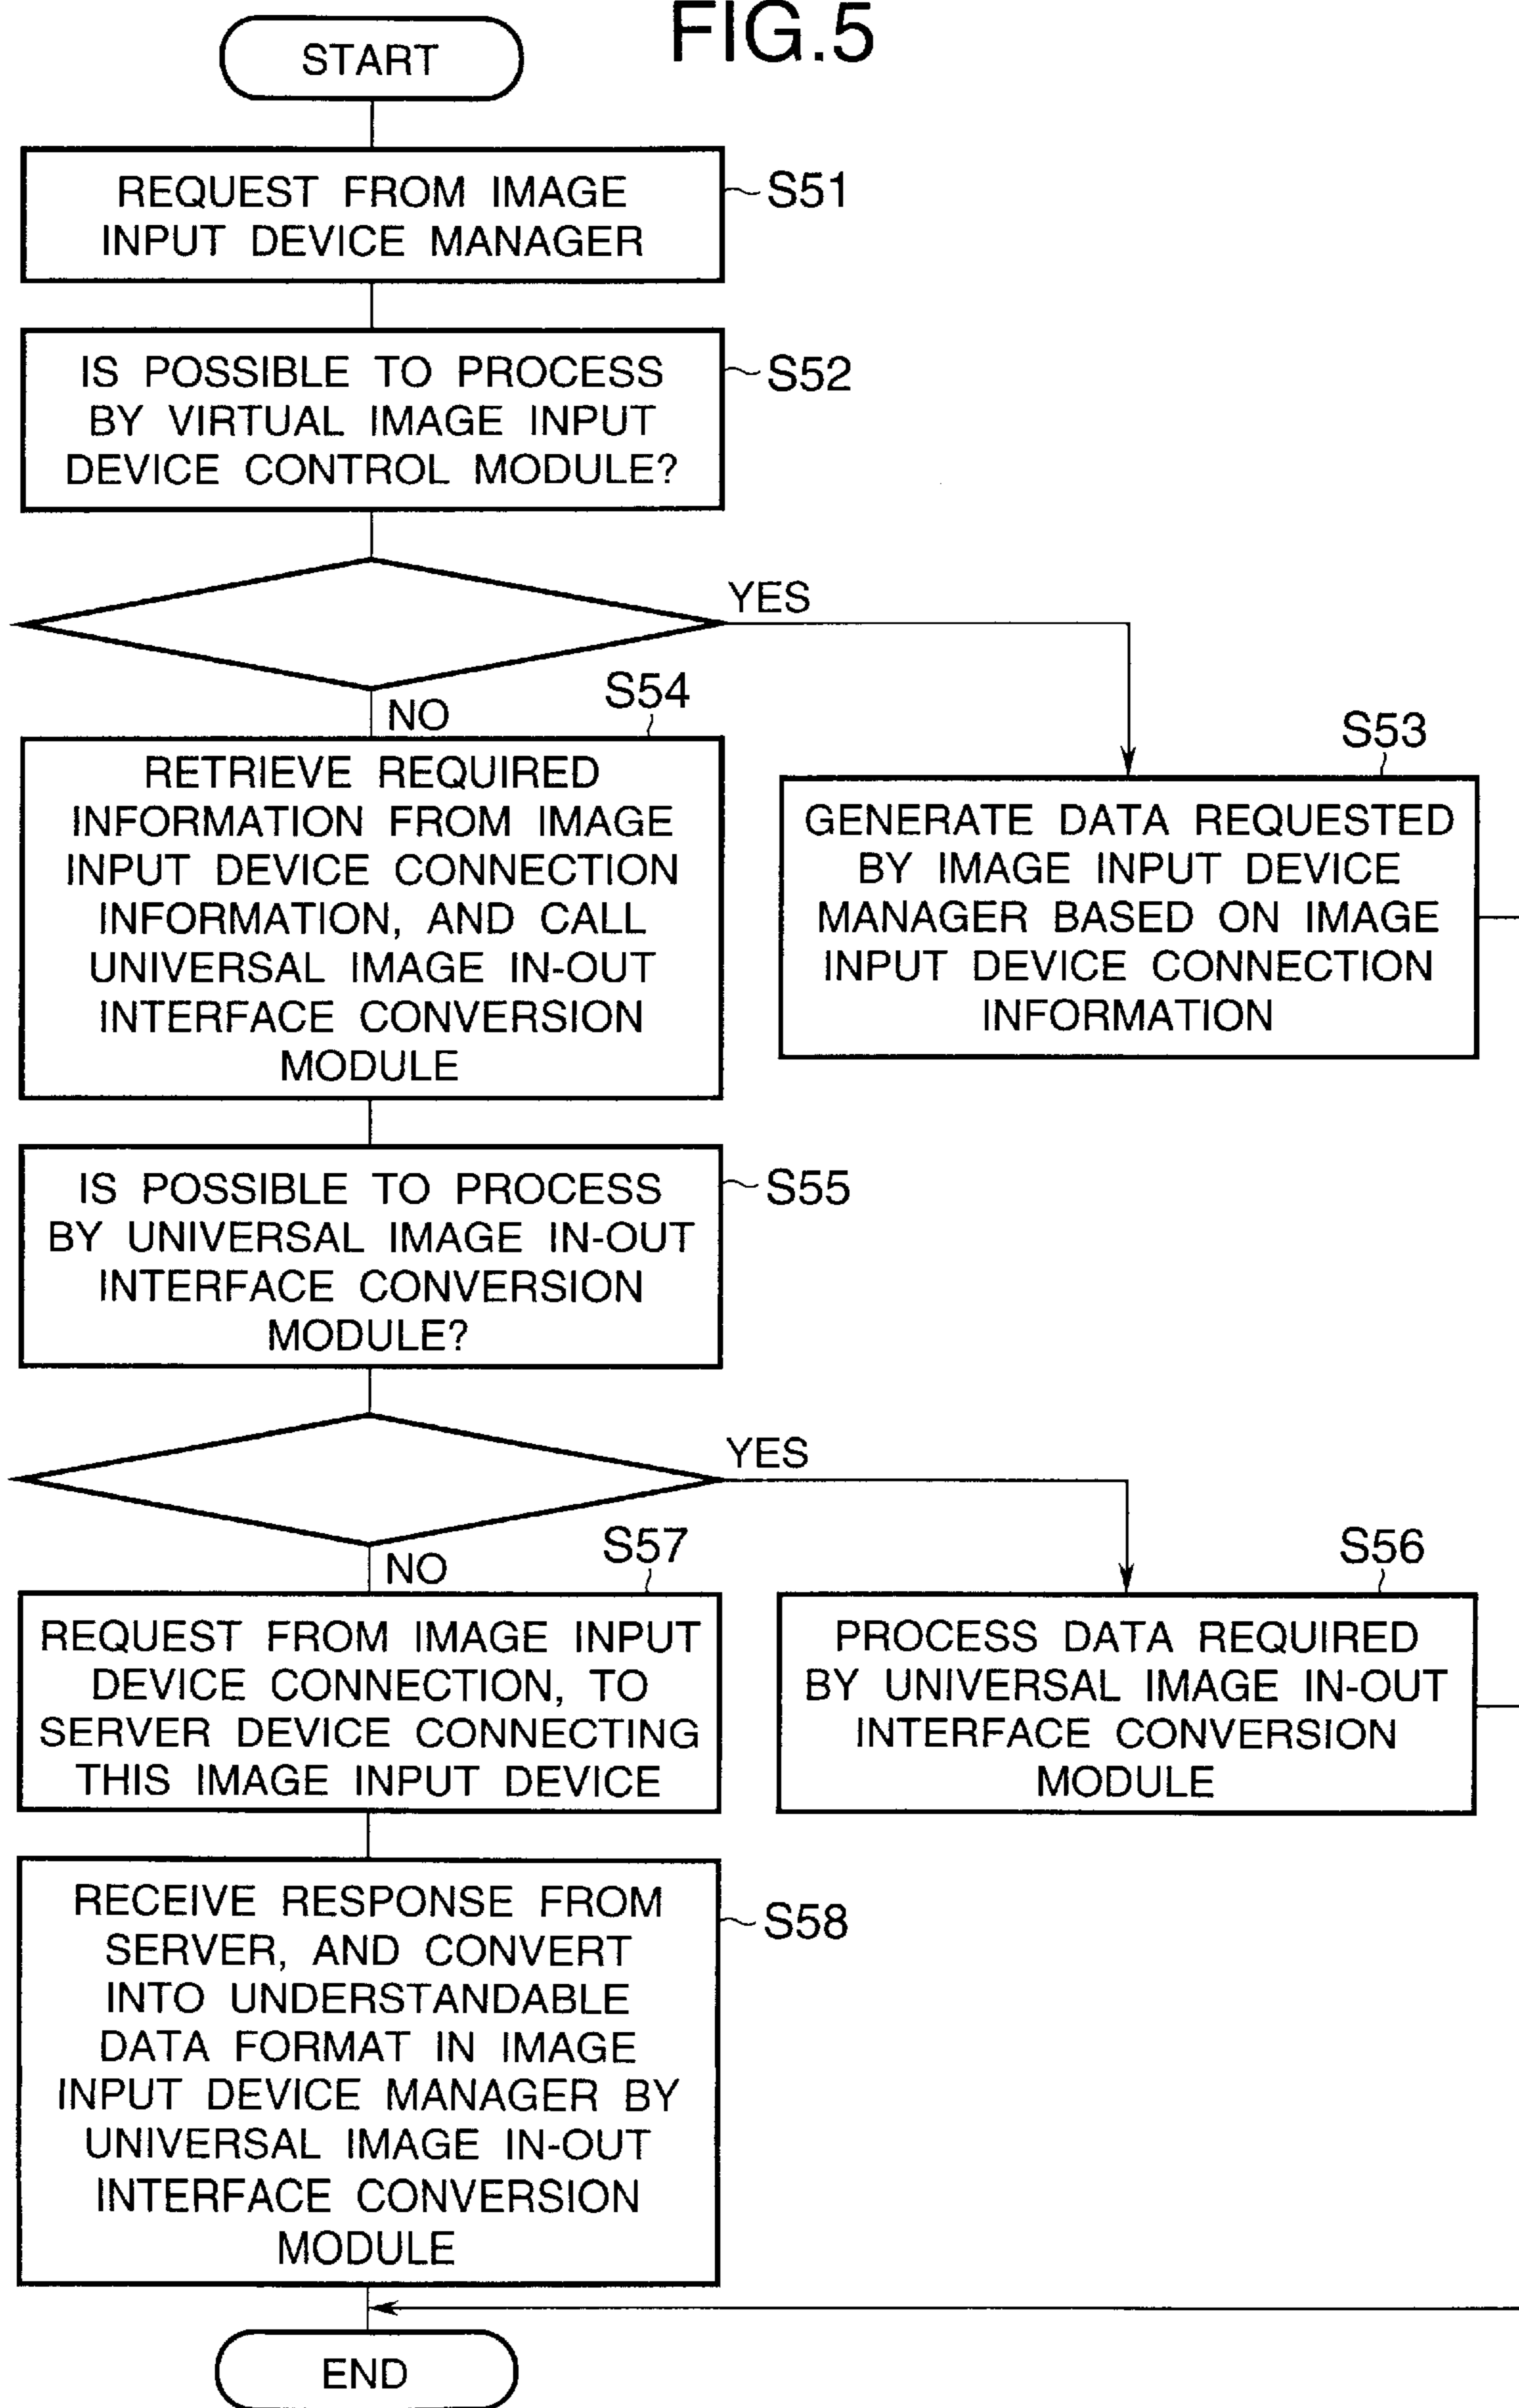 FIG.5
START
REQUEST FROM IMAGE
INPUT DEVICE MANAGER
S51
IS POSSIBLE TO PROCESS
BY VIRTUAL IMAGE INPUT
DEVICE CONTROL MODULE?
S52
YES
NO
S54
RETRIEVE REQUIRED
INFORMATION FROM IMAGE
INPUT DEVICE CONNECTION
INFORMATION, AND CALL
UNIVERSAL IMAGE IN-OUT
INTERFACE CONVERSION
MODULE
S53
GENERATE DATA REQUESTED
BY IMAGE INPUT DEVICE
MANAGER BASED ON IMAGE
INPUT DEVICE CONNECTION
INFORMATION
IS POSSIBLE TO PROCESS
BY UNIVERSAL IMAGE IN-OUT
INTERFACE CONVERSION
MODULE?
S55
YES
NO
S57
REQUEST FROM IMAGE INPUT
DEVICE CONNECTION, TO
SERVER DEVICE CONNECTING
THIS IMAGE INPUT DEVICE
S56
PROCESS DATA REQUIRED
BY UNIVERSAL IMAGE IN-OUT
INTERFACE CONVERSION
MODULE
RECEIVE RESPONSE FROM
SERVER, AND CONVERT
INTO UNDERSTANDABLE
DATA FORMAT IN IMAGE
INPUT DEVICE MANAGER BY
UNIVERSAL IMAGE IN-OUT
INTERFACE CONVERSION
MODULE
S58
END